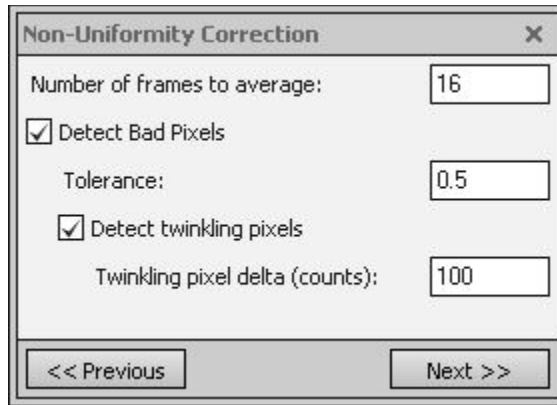 Non-Uniformity Correction
Number of frames to average: 16
Detect Bad Pixels
Tolerance: 0.5
Detect twinkling pixels
Twinkling pixel delta (counts): 100
<< Previous Next >>